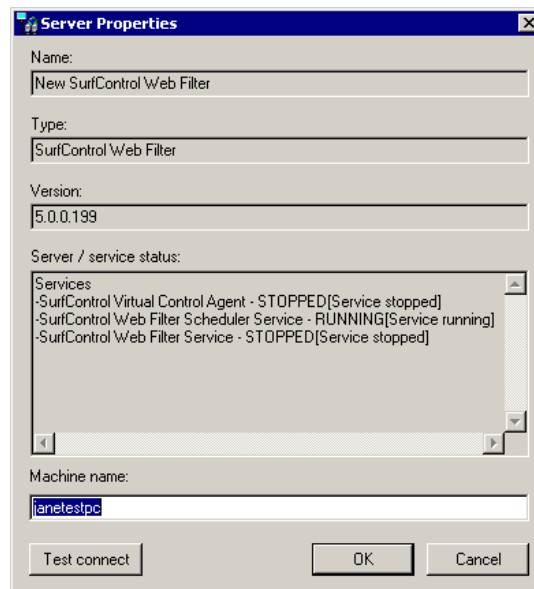 Server Properties
Name:
New SurfControl Web Filter
Type:
SurfControl Web Filter
Version:
5.0.0.199
Server / service status:
Services
-SurfControl Virtual Control Agent - STOPPED[Service stopped]
-SurfControl Web Filter Scheduler Service - RUNNING[Service running]
-SurfControl Web Filter Service - STOPPED[Service stopped]
Machine name:
janetestpc
Test connect OK Cancel